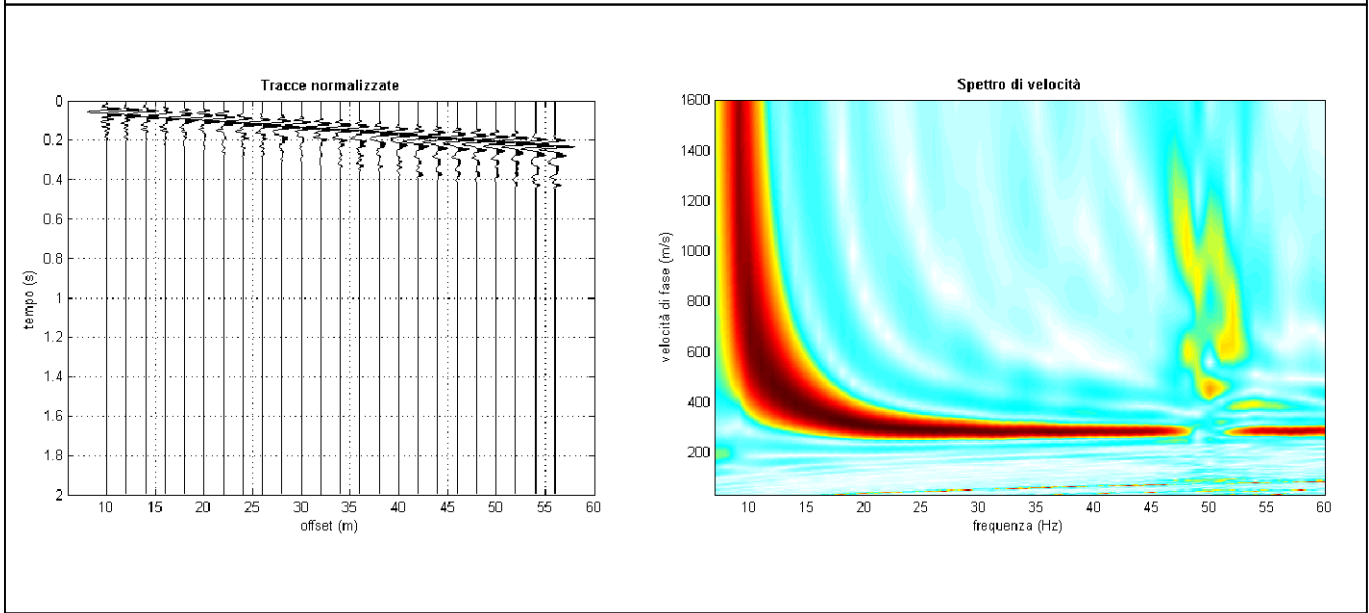 Tracce normalizzate
0
0.2
0.4
0.6
0.8
1
1.2
1.4
1.6
1.8
2
tempo (s)
10 15 20 25 30 35 40 45 50 55 60
offset (m)
Spettro di velocità
1600
1400
1200
1000
800
600
400
200
velocità di fase (m/s)
10 15 20 25 30 35 40 45 50 55 60
frequenza (Hz)